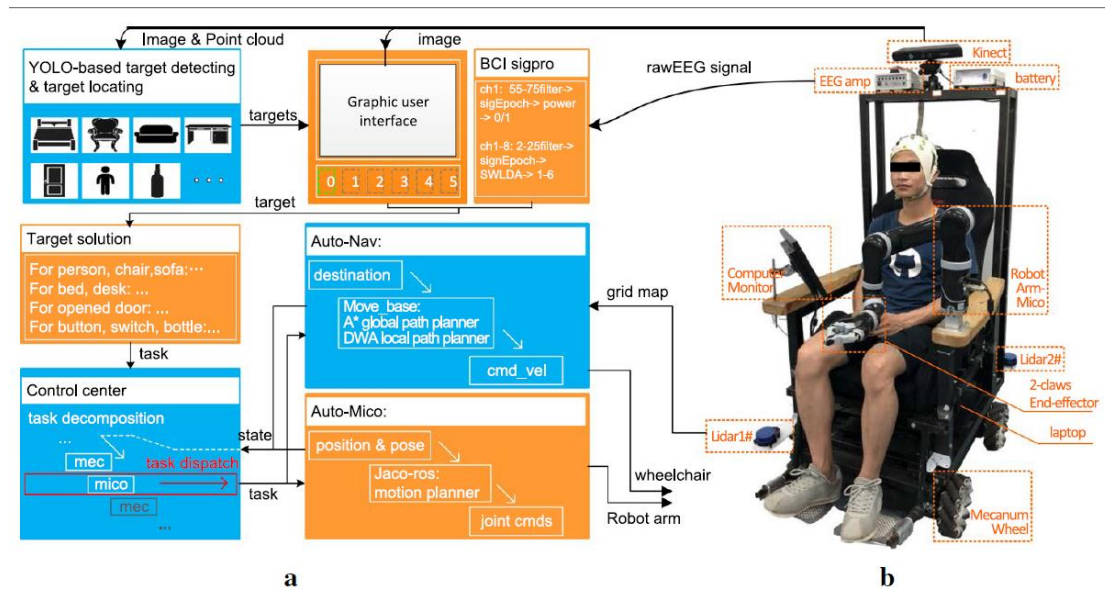 Image & Point cloud
image
YOLO-based target detecting
& target locating
targets
Graphic user
interface
0 1 2 3 4 5
BCI sigpro
ch1: 55-75filter->
sigEpoch-> power
-> 0/1
ch1-8: 2-25filter->
signEpoch->
SWLDA-> 1-6
rawEEG signal
target
Target solution
For person, chair,sofa:...
For bed, desk: ...
For opened door: ...
For button, switch, bottle:...
task
Control center
task decomposition
...
mec
task dispatch
mico
mec
...
state
task
Auto-Nav:
destination
Move_base:
A* global path planner
DWA local path planner
cmd_vel
Auto-Mico:
position & pose
Jaco-ros:
motion planner
joint cmds
grid map
wheelchair
Robot arm
Kinect
EEG amp
battery
Computer
Monitor
Robot
Arm-
Mico
Lidar2#
2-claws
End-effector
laptop
Lidar1#
Mecanum
Wheel
a
b